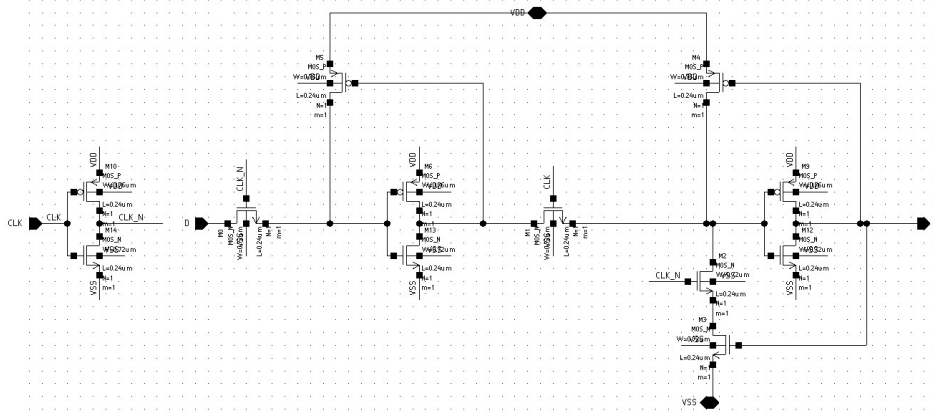 VDD
M5
MOS_P
L=0.24um
N=1
m=1
M4
MOS_P
L=0.24um
N=1
m=1
VDD
M10
MOS_P
L=0.24um
N=1
m=1
CLK
CLK
CLK_N
M14
MOS_N
L=0.24um
N=1
m=1
VSS
D
CLK_N
M0
L=0.24um
VDD
M6
MOS_P
L=0.24um
N=1
m=1
M13
MOS_N
L=0.24um
N=1
m=1
VSS
CLK
M1
L=0.24um
VDD
M9
MOS_P
L=0.24um
N=1
m=1
M12
MOS_N
L=0.24um
N=1
m=1
VSS
CLK_N
M2
MOS_N
L=0.24um
N=1
m=1
M3
MOS_N
L=0.24um
N=1
m=1
VSS